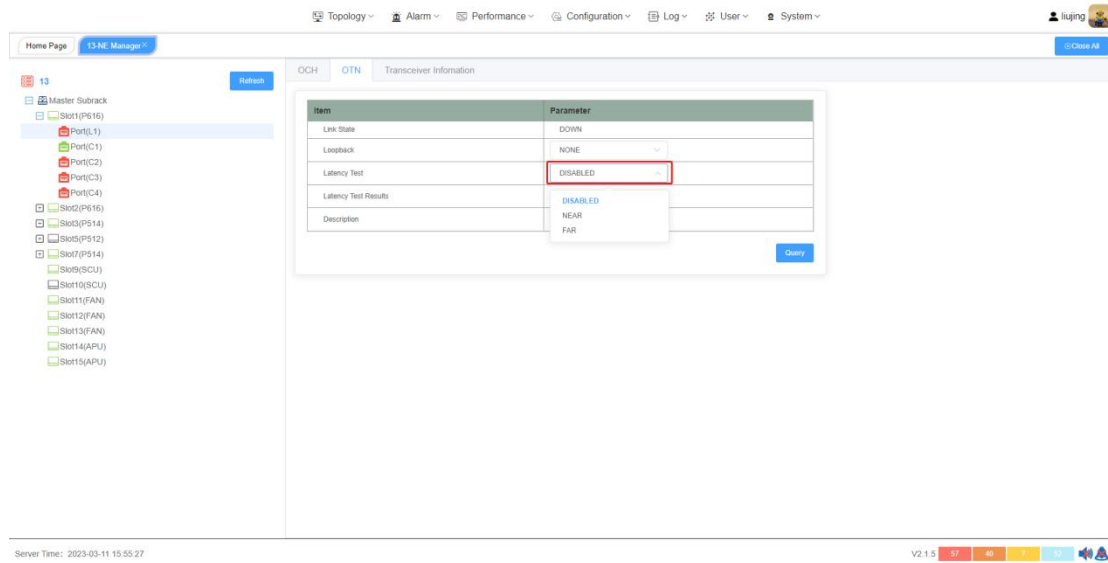 Topology Alarm Performance Configuration Log User System liujing
Home Page 13-NE Manager × Close All
13 Refresh
Master Subrack
Slot1(P616)
Port(L1)
Port(C1)
Port(C2)
Port(C3)
Port(C4)
Slot2(P616)
Slot3(P514)
Slot5(P512)
Slot7(P514)
Slot9(SCU)
Slot10(SCU)
Slot11(FAN)
Slot12(FAN)
Slot13(FAN)
Slot14(APU)
Slot15(APU)
OCH OTN Transceiver Infomation
Item Parameter
Link State DOWN
Loopback NONE
Latency Test DISABLED
Latency Test Results
DISABLED
NEAR
Description
FAR
Query
Server Time: 2023-03-11 15:55:27
V2.1.5 57 40 7 52